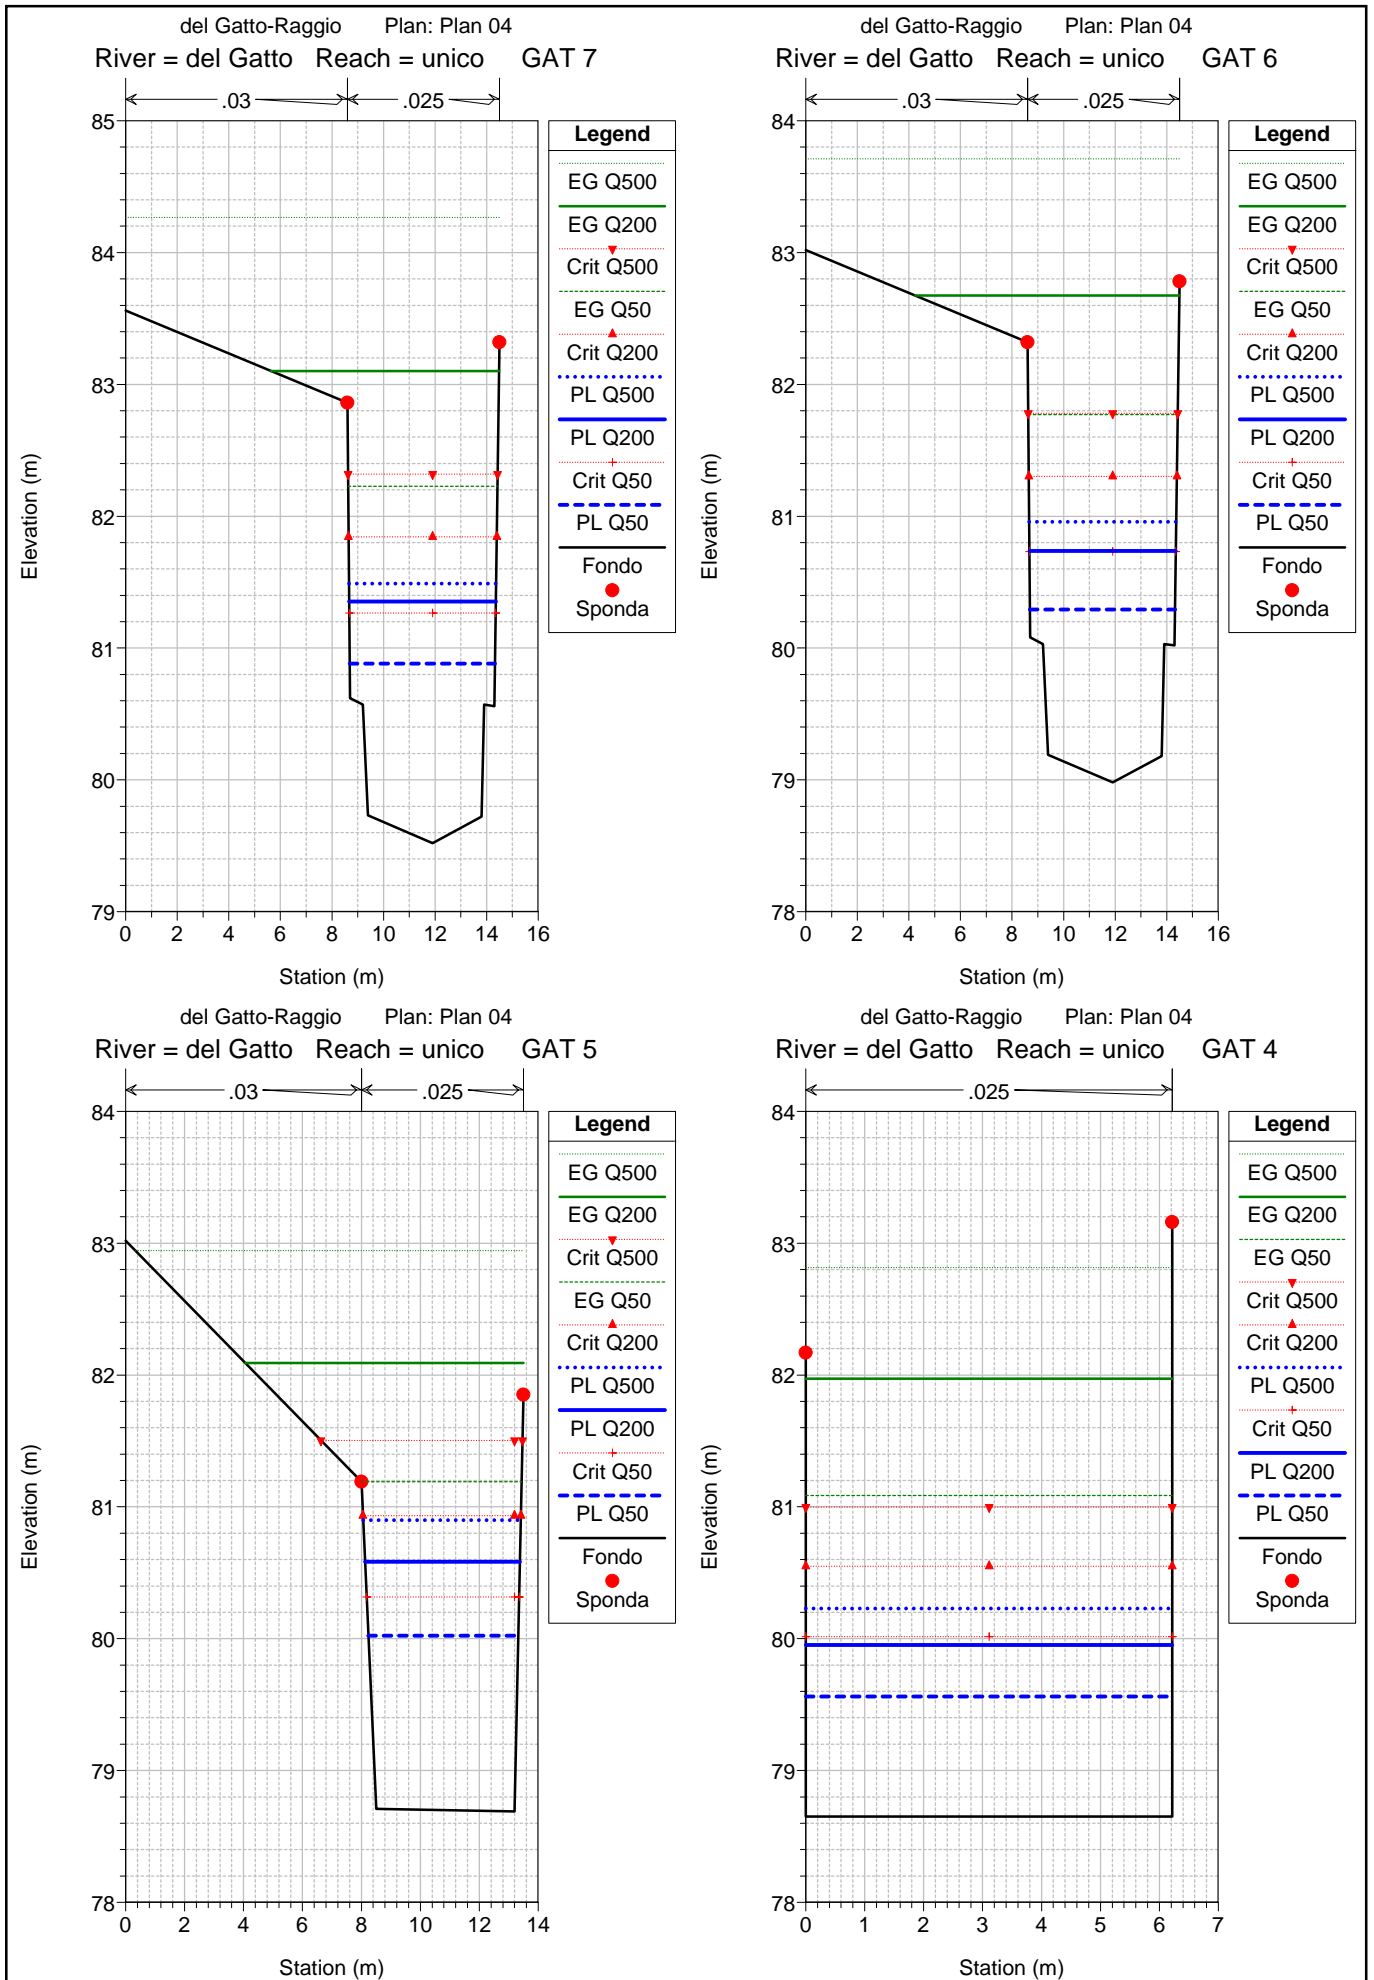 del Gatto-Raggio Plan: Plan 04
River = del Gatto Reach = unico GAT 7
.03 .025
85
84
83
82
81
80
79
0 2 4 6 8 10 12 14 16
Station (m)
Elevation (m)
Legend
EG Q500
EG Q200
Crit Q500
EG Q50
Crit Q200
PL Q500
PL Q200
Crit Q50
PL Q50
Fondo
Sponda
del Gatto-Raggio Plan: Plan 04
River = del Gatto Reach = unico GAT 6
.03 .025
84
83
82
81
80
79
78
0 2 4 6 8 10 12 14 16
Station (m)
Elevation (m)
Legend
EG Q500
EG Q200
Crit Q500
EG Q50
Crit Q200
PL Q500
PL Q200
Crit Q50
PL Q50
Fondo
Sponda
del Gatto-Raggio Plan: Plan 04
River = del Gatto Reach = unico GAT 5
.03 .025
84
83
82
81
80
79
78
0 2 4 6 8 10 12 14
Station (m)
Elevation (m)
Legend
EG Q500
EG Q200
Crit Q500
EG Q50
Crit Q200
PL Q500
PL Q200
Crit Q50
PL Q50
Fondo
Sponda
del Gatto-Raggio Plan: Plan 04
River = del Gatto Reach = unico GAT 4
.025
84
83
82
81
80
79
78
0 1 2 3 4 5 6 7
Station (m)
Elevation (m)
Legend
EG Q500
EG Q200
EG Q50
Crit Q500
Crit Q200
PL Q500
Crit Q50
PL Q200
PL Q50
Fondo
Sponda